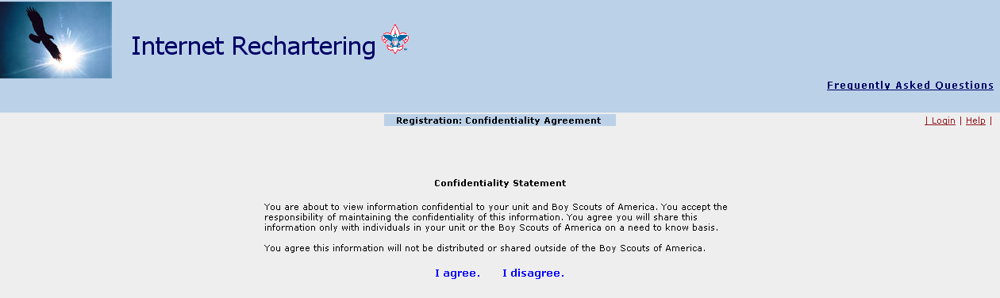 Internet Rechartering
Frequently Asked Questions
Registration: Confidentiality Agreement
| Login | Help |
Confidentiality Statement
You are about to view information confidential to your unit and Boy Scouts of America. You accept the
responsibility of maintaining the confidentiality of this information. You agree you will share this
information only with individuals in your unit or the Boy Scouts of America on a need to know basis.
You agree this information will not be distributed or shared outside of the Boy Scouts of America.
I agree. I disagree.